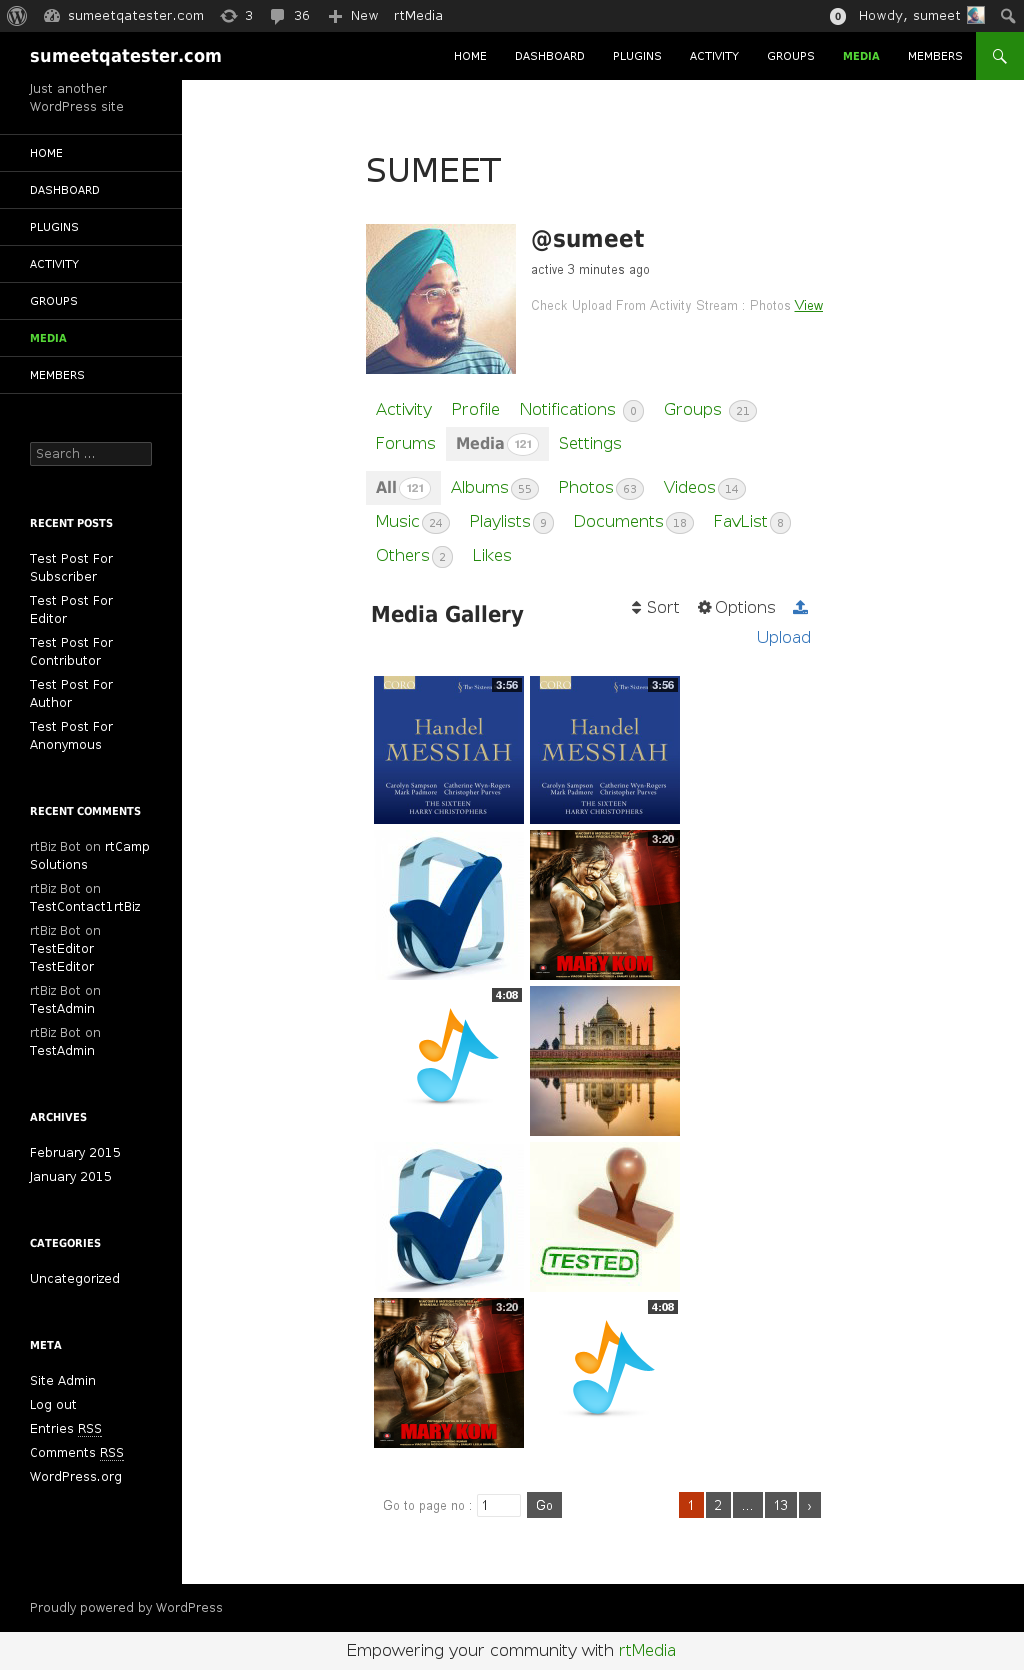 sumeetqatester.com 3 36 New rtMedia 0 Howdy, sumeet
sumeetqatester.com HOME DASHBOARD PLUGINS ACTIVITY GROUPS MEDIA MEMBERS
Just another
WordPress site
HOME
DASHBOARD
PLUGINS
ACTIVITY
GROUPS
MEDIA
MEMBERS
Search ...
RECENT POSTS
Test Post For
Subscriber
Test Post For
Editor
Test Post For
Contributor
Test Post For
Author
Test Post For
Anonymous
RECENT COMMENTS
rtBiz Bot on rtCamp
Solutions
rtBiz Bot on
TestContact1rtBiz
rtBiz Bot on
TestEditor
TestEditor
rtBiz Bot on
TestAdmin
rtBiz Bot on
TestAdmin
ARCHIVES
February 2015
January 2015
CATEGORIES
Uncategorized
META
Site Admin
Log out
Entries RSS
Comments RSS
WordPress.org
SUMEET
@sumeet
active 3 minutes ago
Check Upload From Activity Stream : Photos View
Activity Profile Notifications 0 Groups 21
Forums Media 121 Settings
All 121 Albums 55 Photos 63 Videos 14
Music 24 Playlists 9 Documents 18 FavList 8
Others 2 Likes
Media Gallery Sort Options
Upload
CORO The Sixteen 3:56
Handel
MESSIAH
Carolyn Sampson Catherine Wyn-Rogers
Mark Padmore Christopher Purves
THE SIXTEEN
HARRY CHRISTOPHERS
CORO The Sixteen 3:56
Handel
MESSIAH
Carolyn Sampson Catherine Wyn-Rogers
Mark Padmore Christopher Purves
THE SIXTEEN
HARRY CHRISTOPHERS
3:20
MARY KOM
4:08
TESTED
3:20
MARY KOM
4:08
Go to page no : 1 Go 1 2 ... 13 ›
Proudly powered by WordPress
Empowering your community with rtMedia